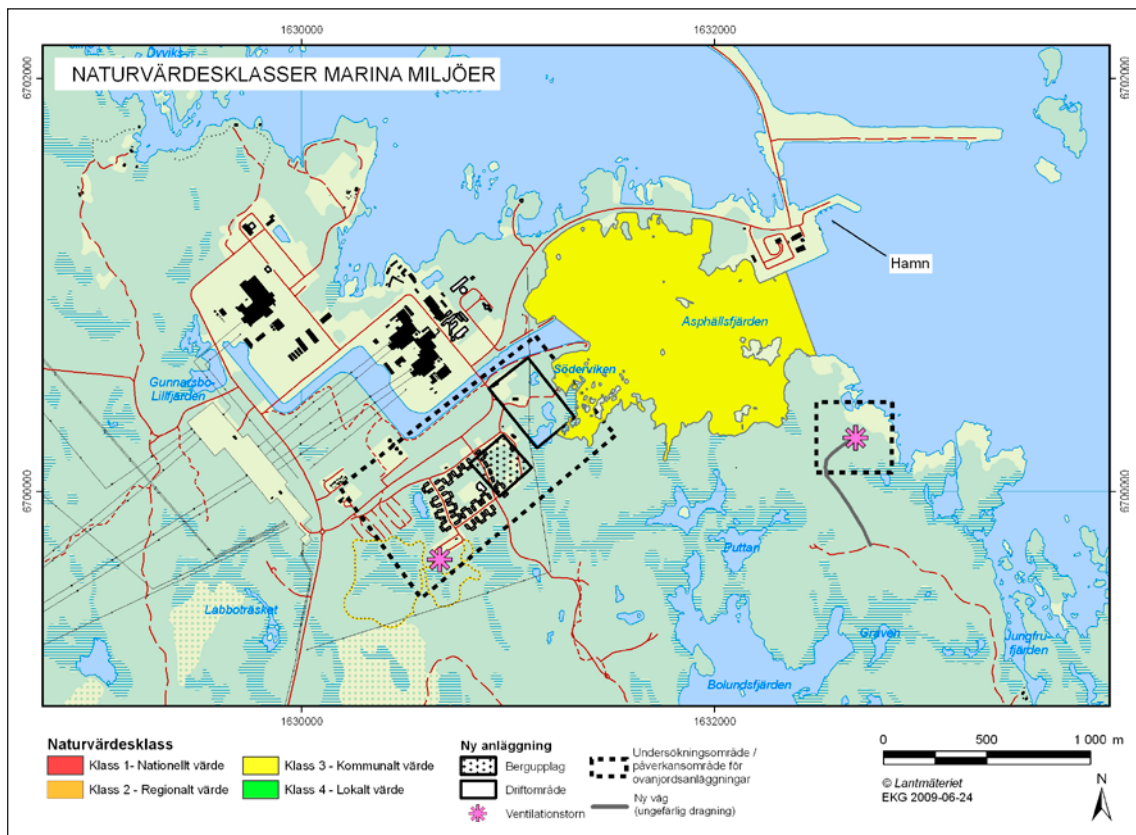 1630000
1632000
Dyviks-
6702000
6702000
NATURVÄRDESKLASSER MARINA MILJÖER
Hamn
Asphällsfjärden
Söderviken
Gunnarsbo-
Lillfjärden
6700000
6700000
Puttan
Labboträsket
Graven
Jungfru-
fjärden
Bolundsfjärden
1630000
1632000
Naturvärdesklass
Klass 1- Nationellt värde
Klass 2 - Regionalt värde
Klass 3 - Kommunalt värde
Klass 4 - Lokalt värde
Ny anläggning
Bergupplag
Driftområde
Ventilationstorn
Undersökningsområde /
påverkansområde för
ovanjordsanläggningar
Ny väg
(ungefärlig dragning)
0 500 1 000 m
© Lantmäteriet
EKG 2009-06-24
N